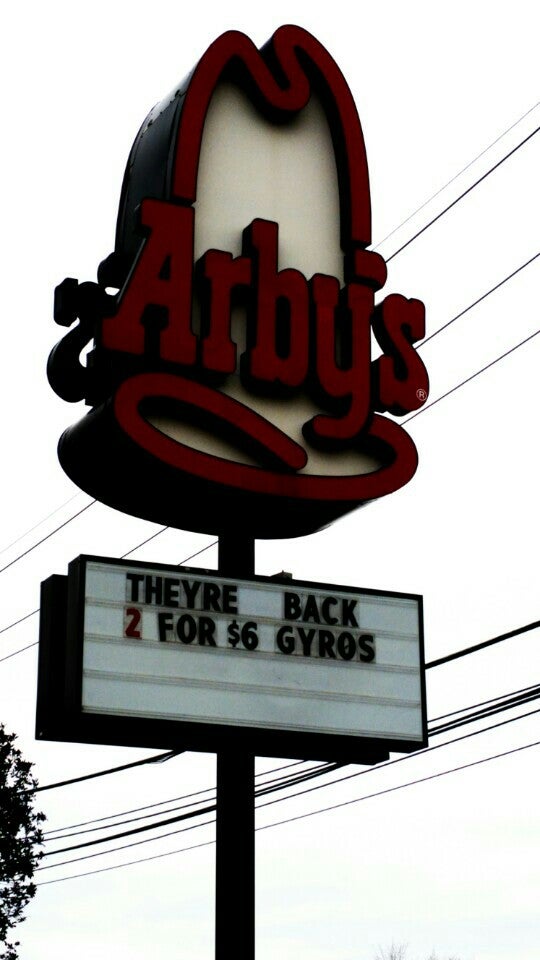 Arby's
®
THEYRE BACK
2 FOR $6 GYROS